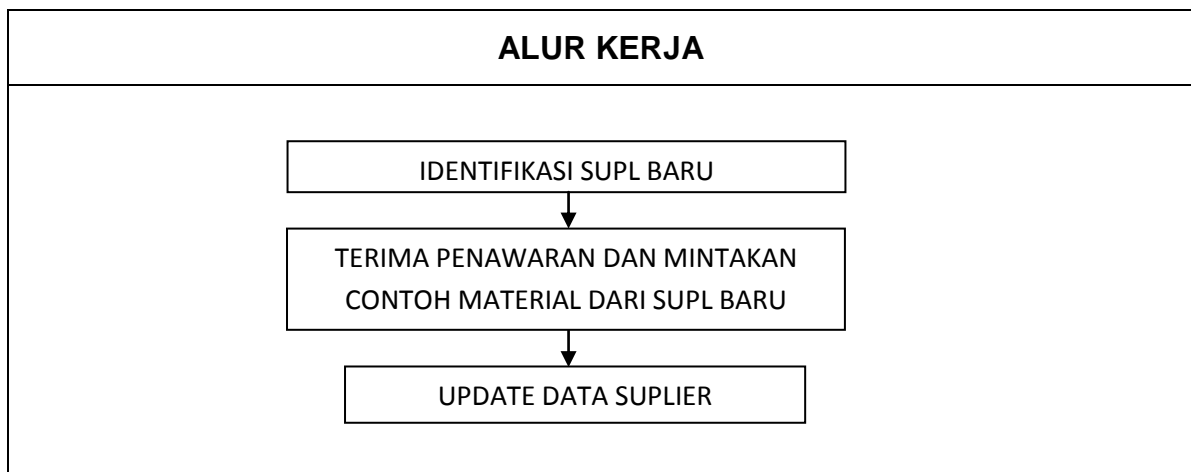 ALUR KERJA
IDENTIFIKASI SUPL BARU
TERIMA PENAWARAN DAN MINTAKAN
CONTOH MATERIAL DARI SUPL BARU
UPDATE DATA SUPLIER